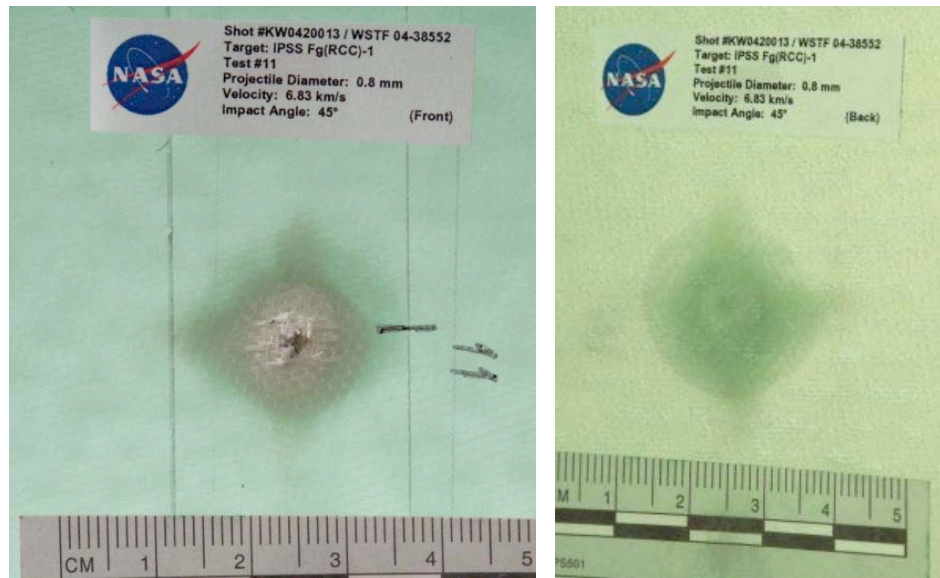 NASA
Shot #KW0420013 / WSTF 04-38552
Target: IPSS Fg(RCC)-1
Test #11
Projectile Diameter: 0.8 mm
Velocity: 6.83 km/s
Impact Angle: 45° (Front)
CM 1 2 3 4 5
NASA
Shot #KW0420013 / WSTF 04-38552
Target: IPSS Fg(RCC)-1
Test #11
Projectile Diameter: 0.8 mm
Velocity: 6.83 km/s
Impact Angle: 45° (Back)
M 1 2 3 4 5
PS501